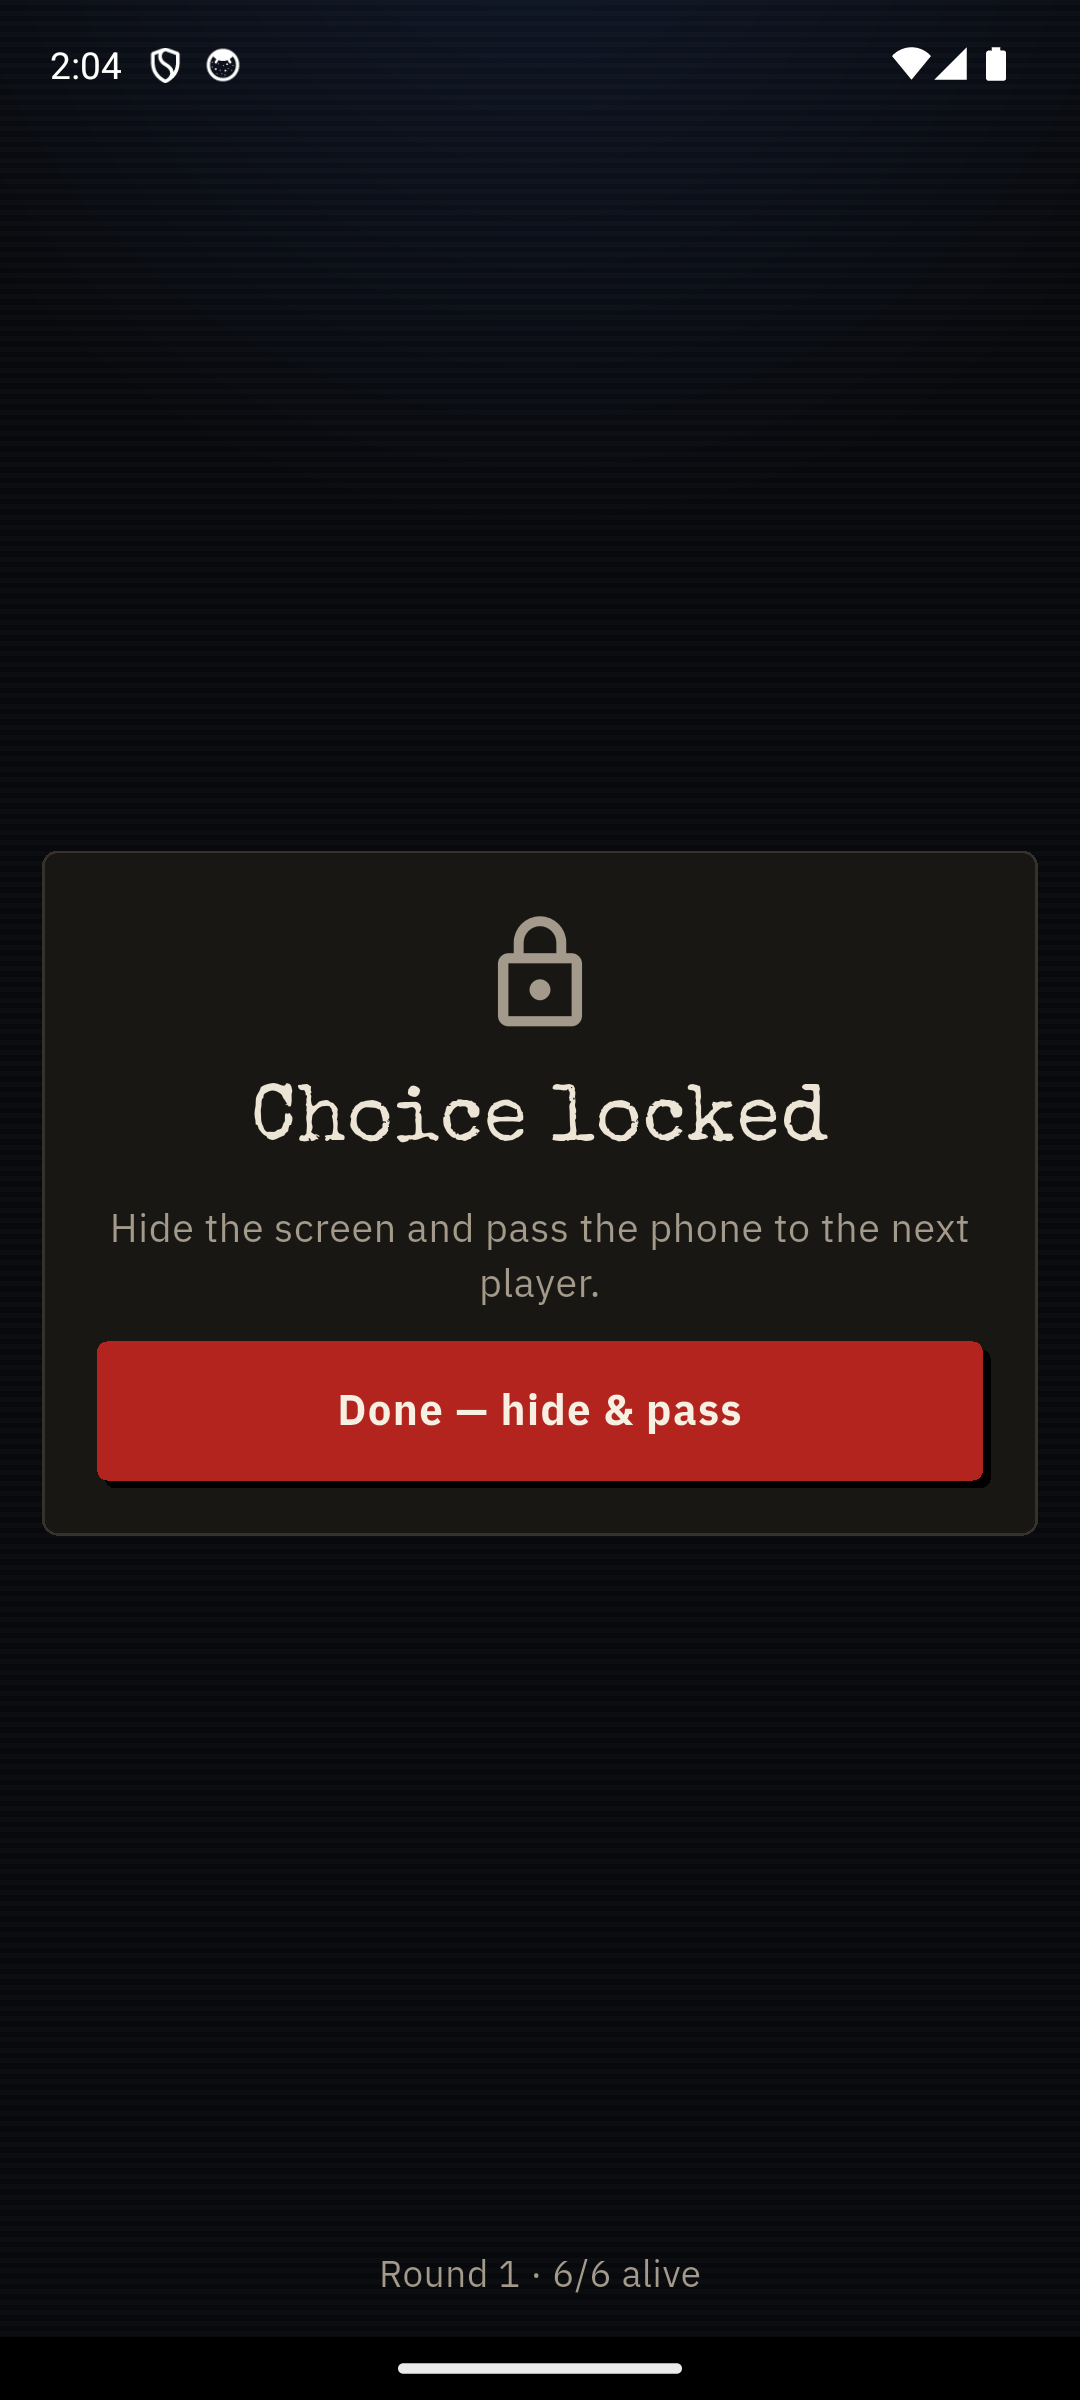 2:04
Choice locked
Hide the screen and pass the phone to the next
player.
Done — hide & pass
Round 1 · 6/6 alive